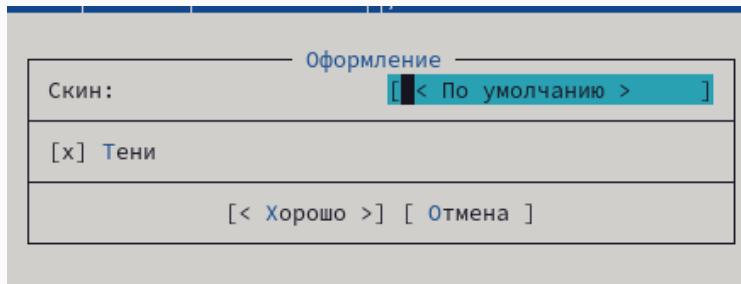 Оформление
Скин: [ < По умолчанию > ]
[x] Тени
[< Хорошо >] [ Отмена ]